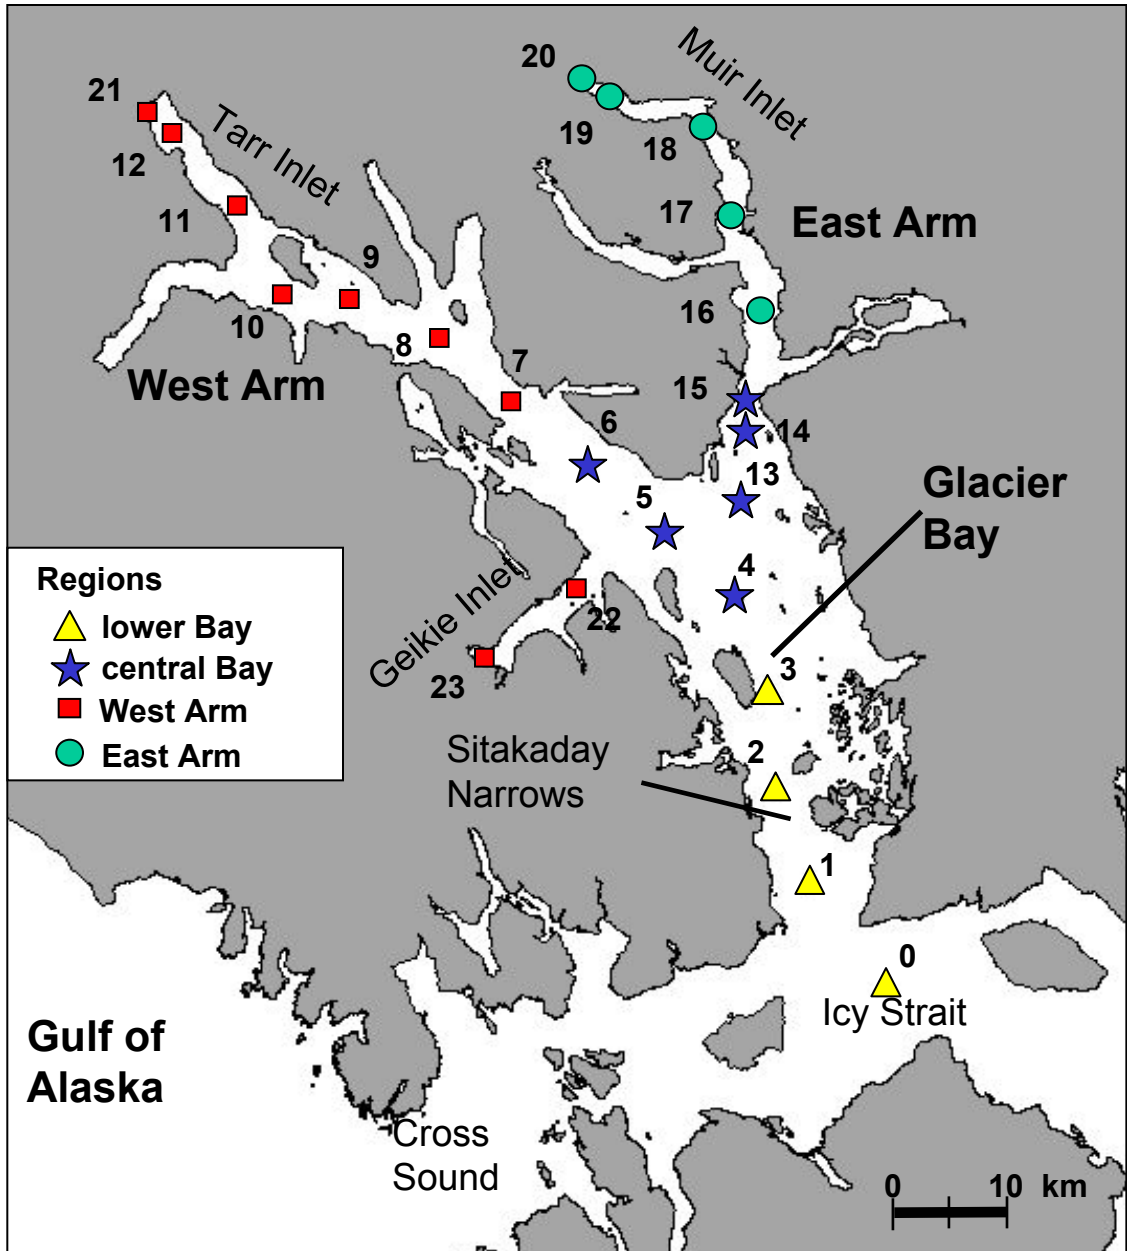 20
Muir Inlet
21
Tarr Inlet
19
18
12
17
11
East Arm
9
16
10
8
7
West Arm
15
6
14
13
5
Glacier
Bay
4
Regions
lower Bay
central Bay
West Arm
East Arm
Geikie Inlet
22
23
3
Sitakaday
Narrows
2
1
0
Icy Strait
Gulf of
Alaska
Cross
Sound
0 10 km